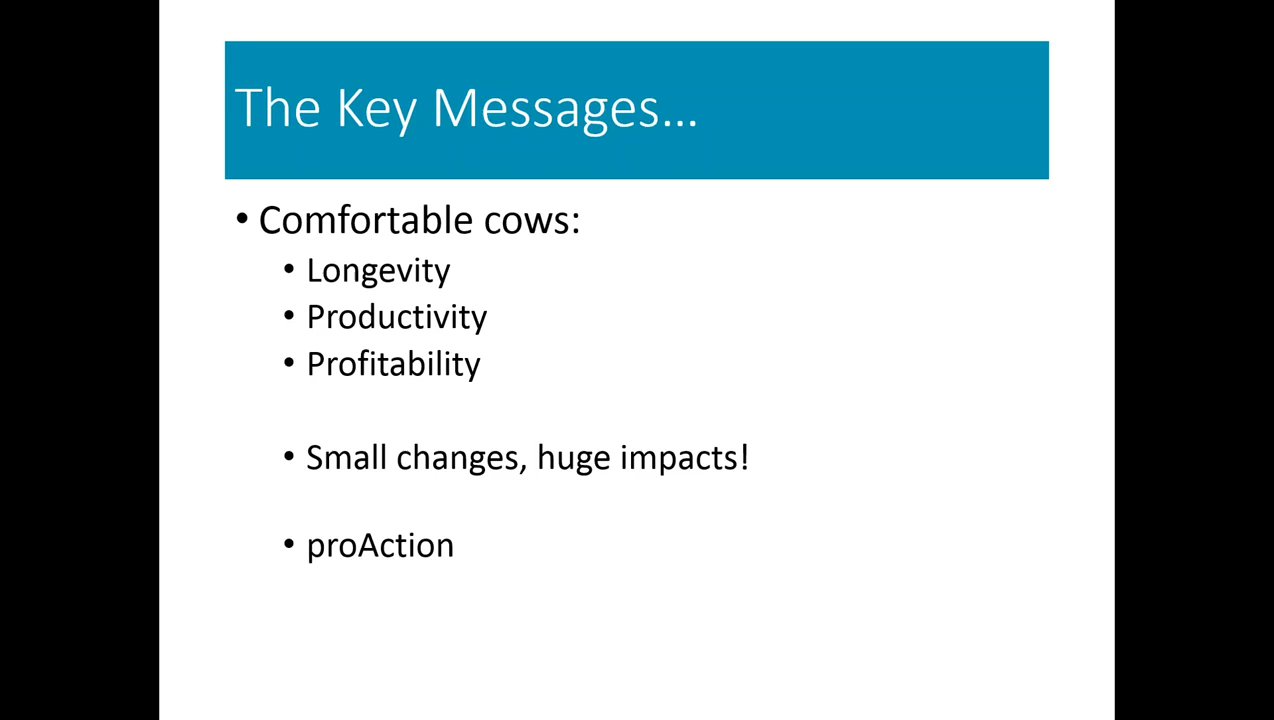 The Key Messages...
• Comfortable cows:
• Longevity
• Productivity
• Profitability
• Small changes, huge impacts!
• proAction